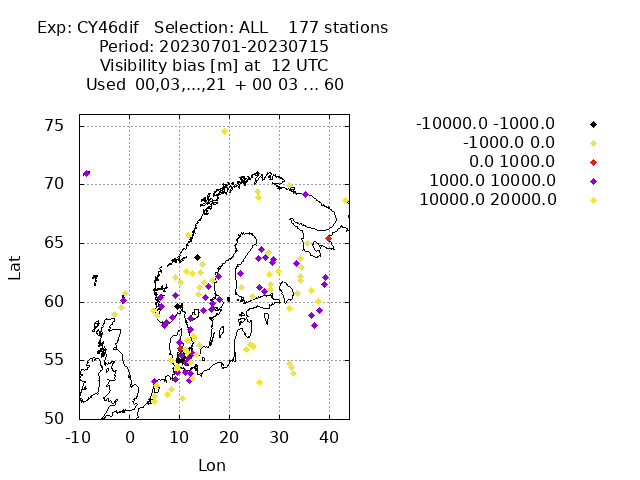 Exp: CY46dif   Selection: ALL    177 stations
Period: 20230701-20230715
Visibility bias [m] at  12 UTC
Used  00,03,...,21  + 00 03 ... 60
-10000.0 -1000.0
-1000.0 0.0
0.0 1000.0
1000.0 10000.0
10000.0 20000.0
75
70
65
60
55
50
Lat
-10 0 10 20 30 40
Lon